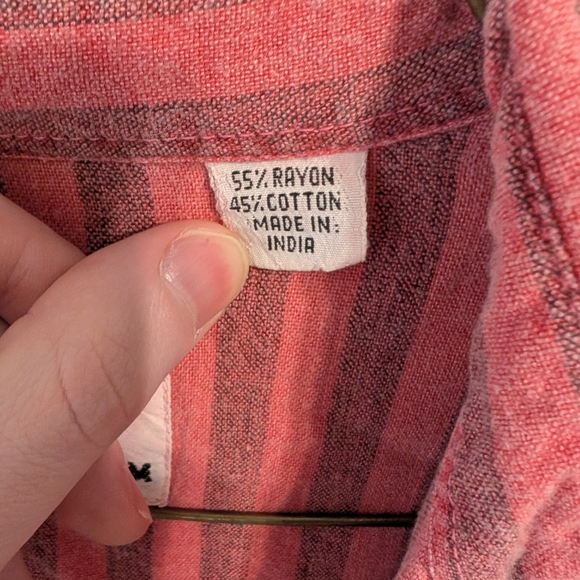 55% RAYON
45% COTTON
MADE IN:
INDIA